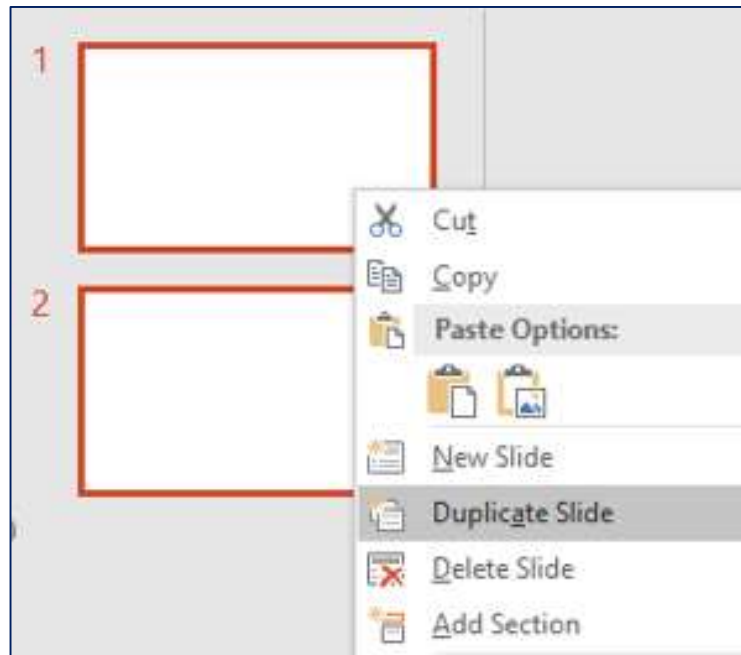 1
2
Cut
Copy
Paste Options:
New Slide
Duplicate Slide
Delete Slide
Add Section